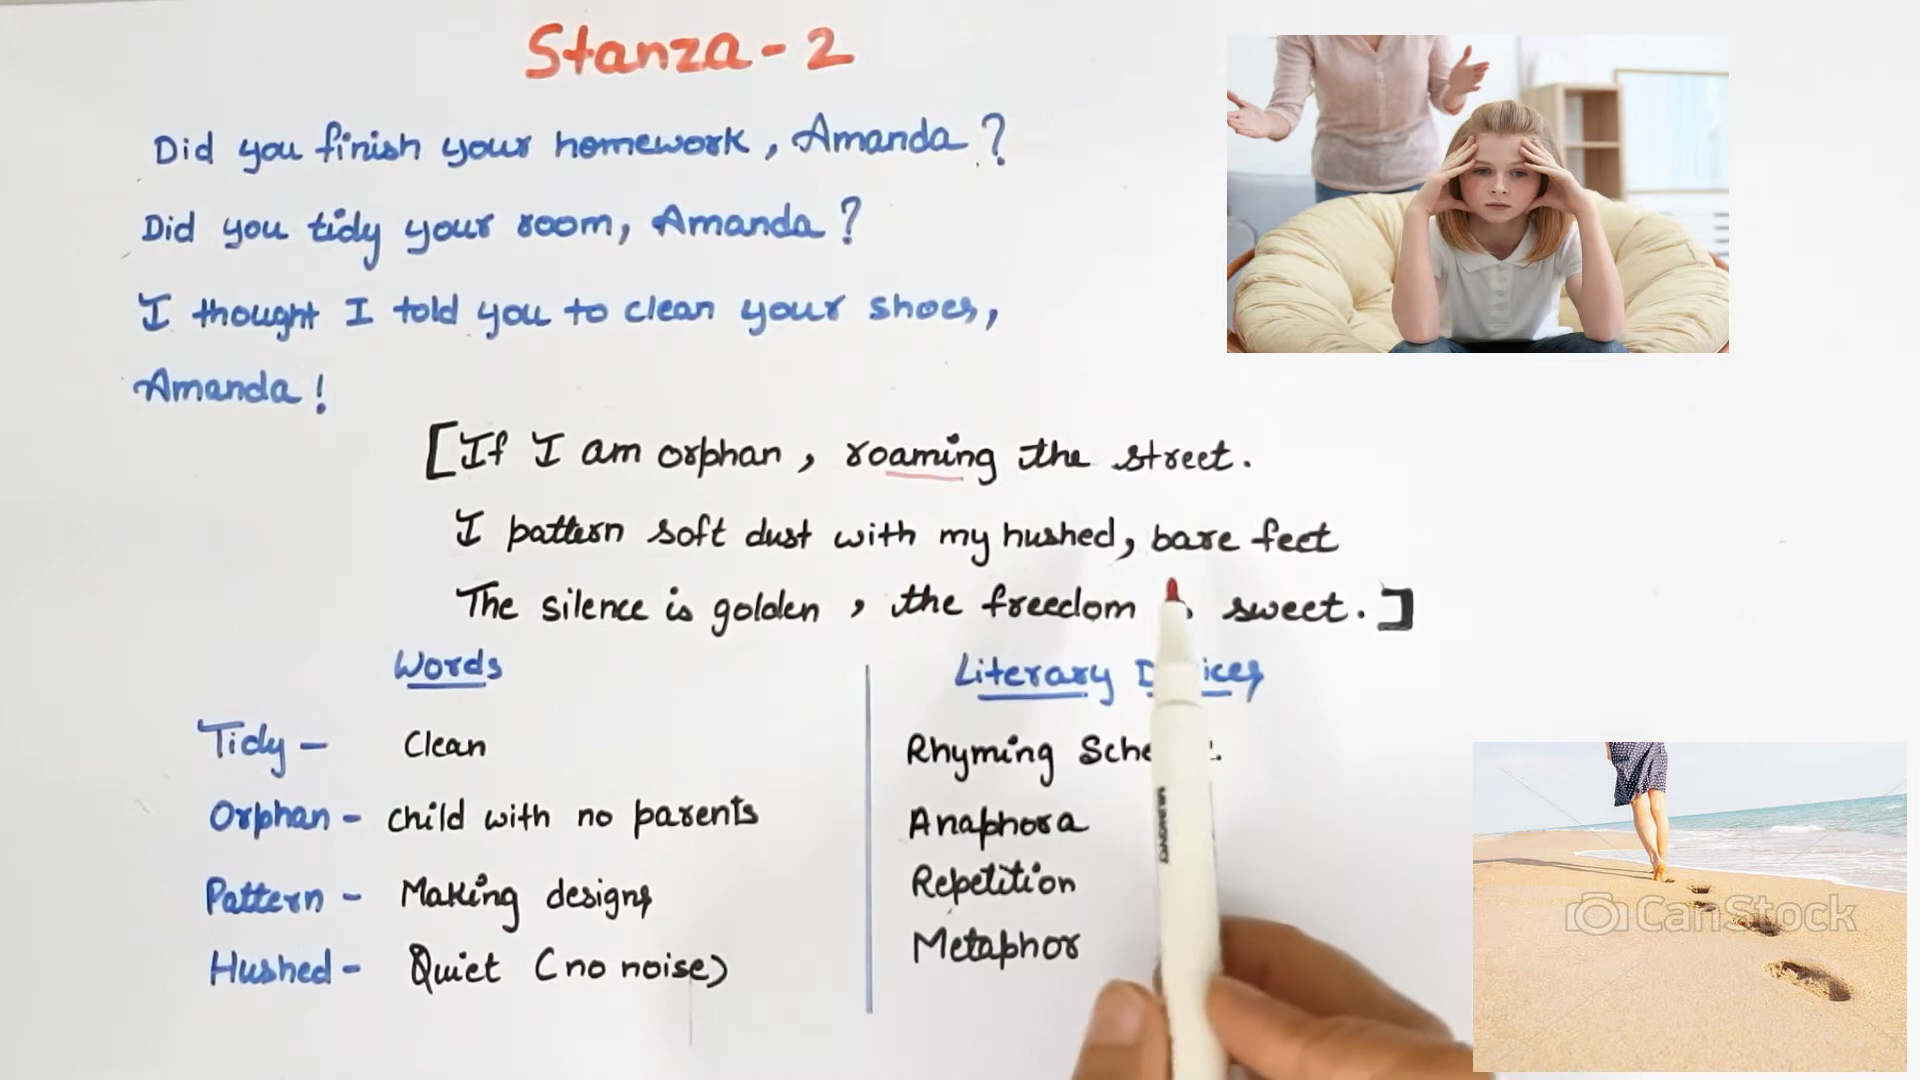 Stanza-2
Did you finish your homework, Amanda?
Did you tidy your room, Amanda?
I thought I told you to clean your shoes,
Amanda!
[If I am orphan, roaming the street.
I pattern soft dust with my hushed, bare feet
The silence is golden, the freedom sweet.]
Words
Tidy - Clean
Orphan - child with no parents
Pattern - Making designs
Hushed - Quiet (no noise)
Literary
Rhyming
Anaphora
Repetition
Metaphor
CanStock